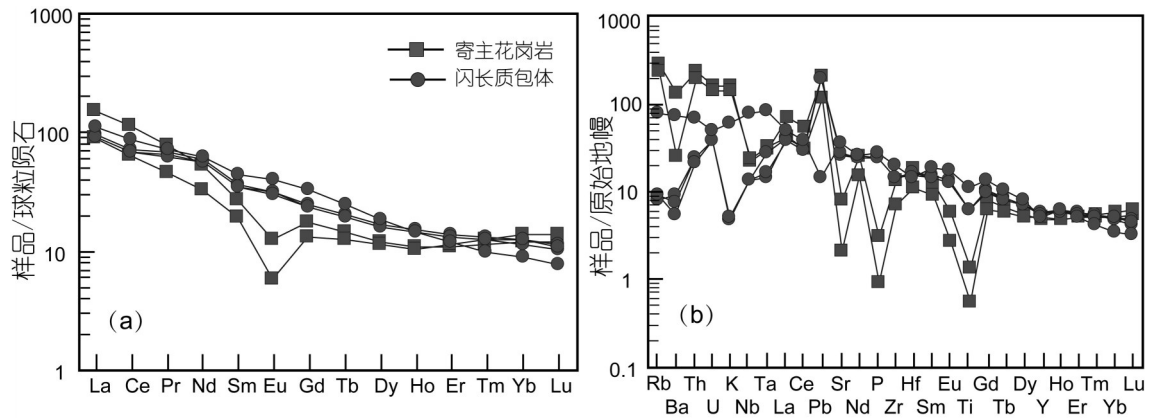 1000
100
10
1
样品/球粒陨石
寄主花岗岩
闪长质包体
（a）
La Ce Pr Nd Sm Eu Gd Tb Dy Ho Er Tm Yb Lu
1000
100
10
1
0.1
样品/原始地幔
（b）
Rb Th K Ta Ce Sr P Hf Eu Gd Dy Ho Tm Lu
Ba U Nb La Pb Nd Zr Sm Ti Tb Y Er Yb